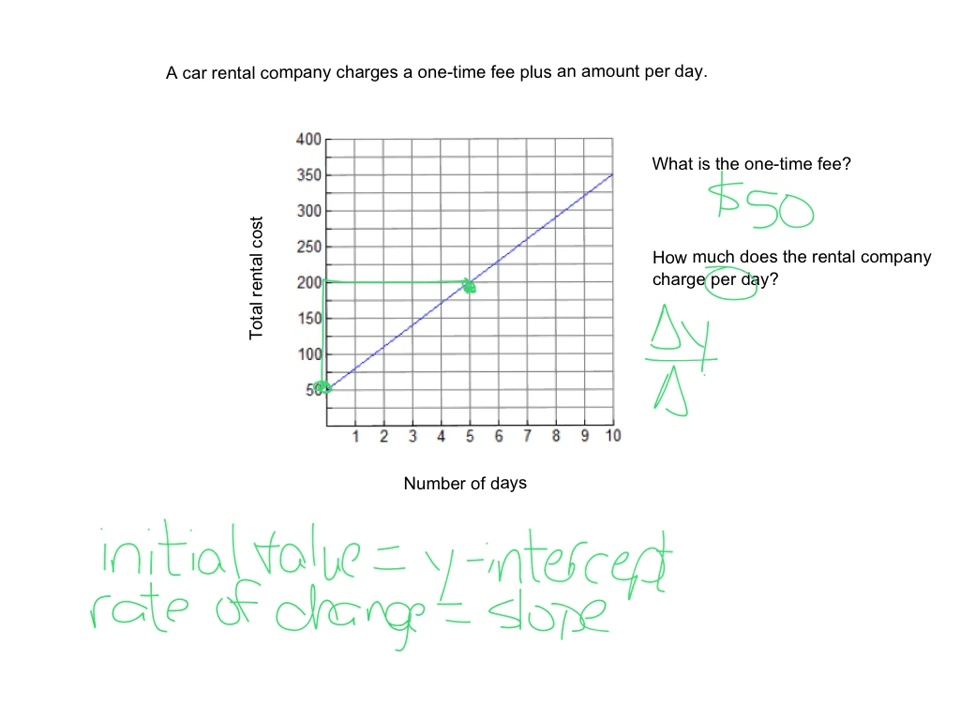 A car rental company charges a one-time fee plus an amount per day.
400
350
300
250
200
150
100
50
Total rental cost
1 2 3 4 5 6 7 8 9 10
Number of days
What is the one-time fee?
$50
How much does the rental company
charge per day?
Δy
Δ
initial value = y-intercept
rate of change = slope